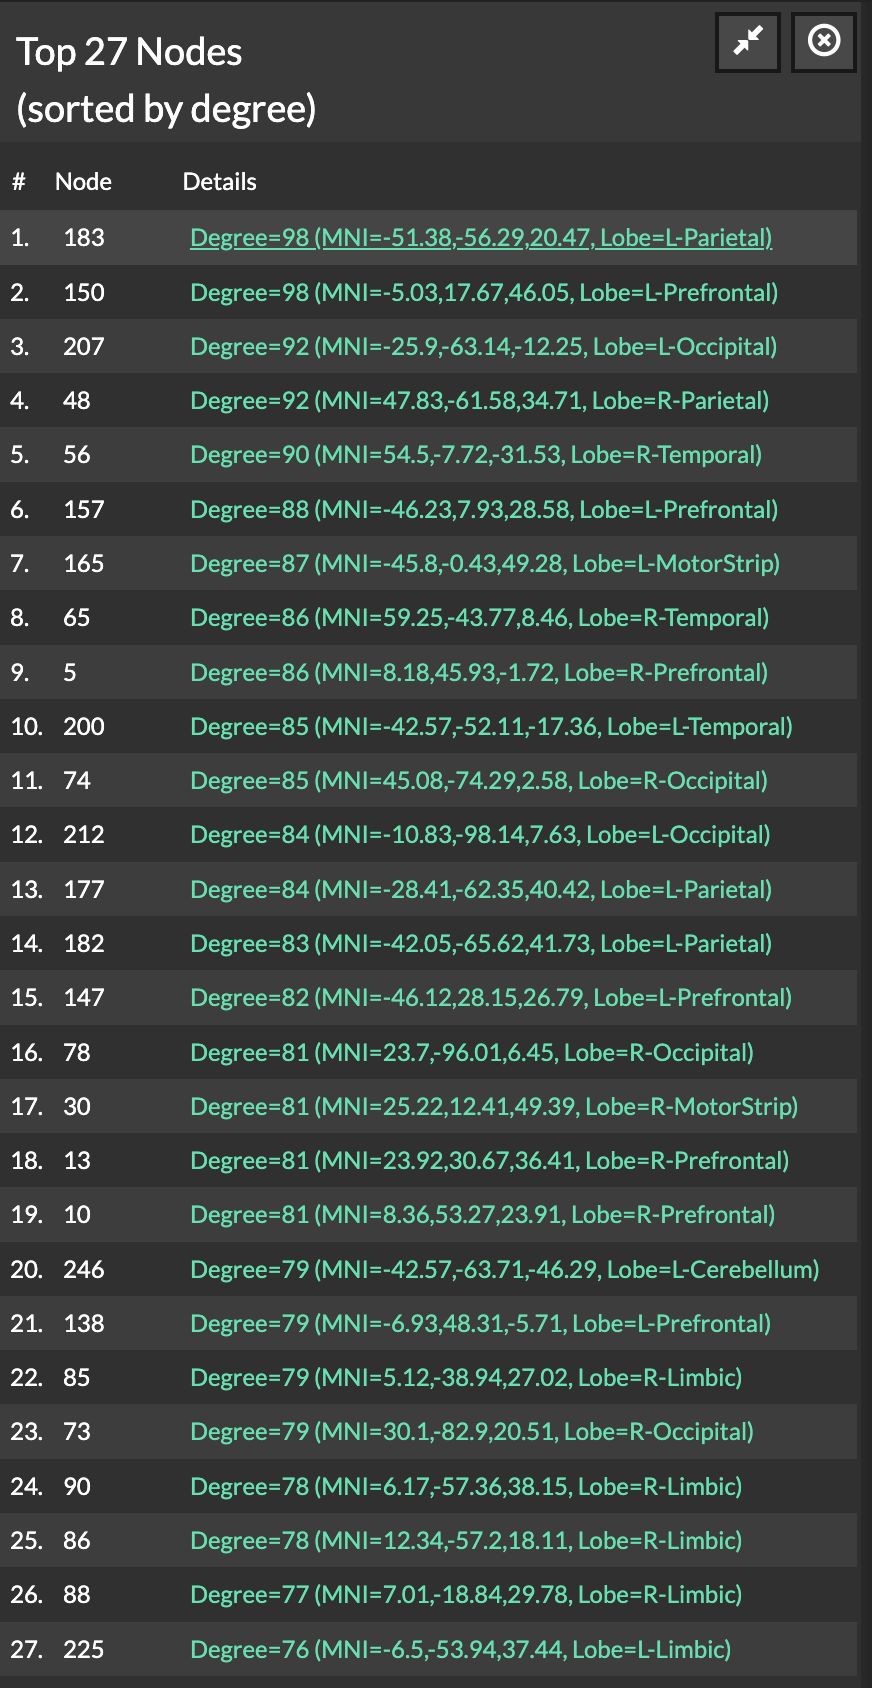 Top 27 Nodes
(sorted by degree)
# Node Details
1. 183 Degree=98 (MNI=-51.38,-56.29,20.47, Lobe=L-Parietal)
2. 150 Degree=98 (MNI=-5.03,17.67,46.05, Lobe=L-Prefrontal)
3. 207 Degree=92 (MNI=-25.9,-63.14,-12.25, Lobe=L-Occipital)
4. 48 Degree=92 (MNI=47.83,-61.58,34.71, Lobe=R-Parietal)
5. 56 Degree=90 (MNI=54.5,-7.72,-31.53, Lobe=R-Temporal)
6. 157 Degree=88 (MNI=-46.23,7.93,28.58, Lobe=L-Prefrontal)
7. 165 Degree=87 (MNI=-45.8,-0.43,49.28, Lobe=L-MotorStrip)
8. 65 Degree=86 (MNI=59.25,-43.77,8.46, Lobe=R-Temporal)
9. 5 Degree=86 (MNI=8.18,45.93,-1.72, Lobe=R-Prefrontal)
10. 200 Degree=85 (MNI=-42.57,-52.11,-17.36, Lobe=L-Temporal)
11. 74 Degree=85 (MNI=45.08,-74.29,2.58, Lobe=R-Occipital)
12. 212 Degree=84 (MNI=-10.83,-98.14,7.63, Lobe=L-Occipital)
13. 177 Degree=84 (MNI=-28.41,-62.35,40.42, Lobe=L-Parietal)
14. 182 Degree=83 (MNI=-42.05,-65.62,41.73, Lobe=L-Parietal)
15. 147 Degree=82 (MNI=-46.12,28.15,26.79, Lobe=L-Prefrontal)
16. 78 Degree=81 (MNI=23.7,-96.01,6.45, Lobe=R-Occipital)
17. 30 Degree=81 (MNI=25.22,12.41,49.39, Lobe=R-MotorStrip)
18. 13 Degree=81 (MNI=23.92,30.67,36.41, Lobe=R-Prefrontal)
19. 10 Degree=81 (MNI=8.36,53.27,23.91, Lobe=R-Prefrontal)
20. 246 Degree=79 (MNI=-42.57,-63.71,-46.29, Lobe=L-Cerebellum)
21. 138 Degree=79 (MNI=-6.93,48.31,-5.71, Lobe=L-Prefrontal)
22. 85 Degree=79 (MNI=5.12,-38.94,27.02, Lobe=R-Limbic)
23. 73 Degree=79 (MNI=30.1,-82.9,20.51, Lobe=R-Occipital)
24. 90 Degree=78 (MNI=6.17,-57.36,38.15, Lobe=R-Limbic)
25. 86 Degree=78 (MNI=12.34,-57.2,18.11, Lobe=R-Limbic)
26. 88 Degree=77 (MNI=7.01,-18.84,29.78, Lobe=R-Limbic)
27. 225 Degree=76 (MNI=-6.5,-53.94,37.44, Lobe=L-Limbic)